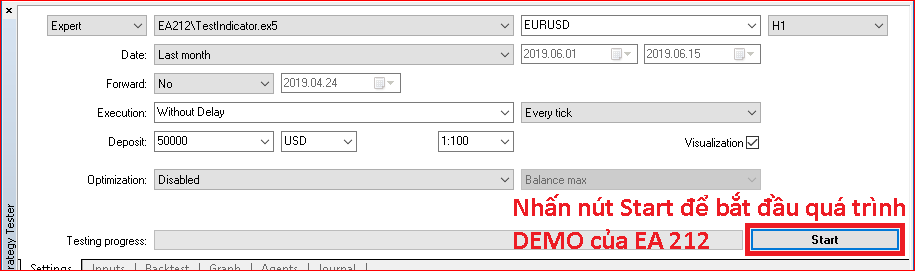 ×
Expert EA212\TestIndicator.ex5 EURUSD H1
Date: Last month 2019.06.01 2019.06.15
Forward: No 2019.04.24
Execution: Without Delay Every tick
Deposit: 50000 USD 1:100 Visualization
Optimization: Disabled Balance max
Nhấn nút Start để bắt đầu quá trình
DEMO của EA 212
Testing progress: Start
Settings Inputs Backtest Graph Agents Journal
rategy Tester